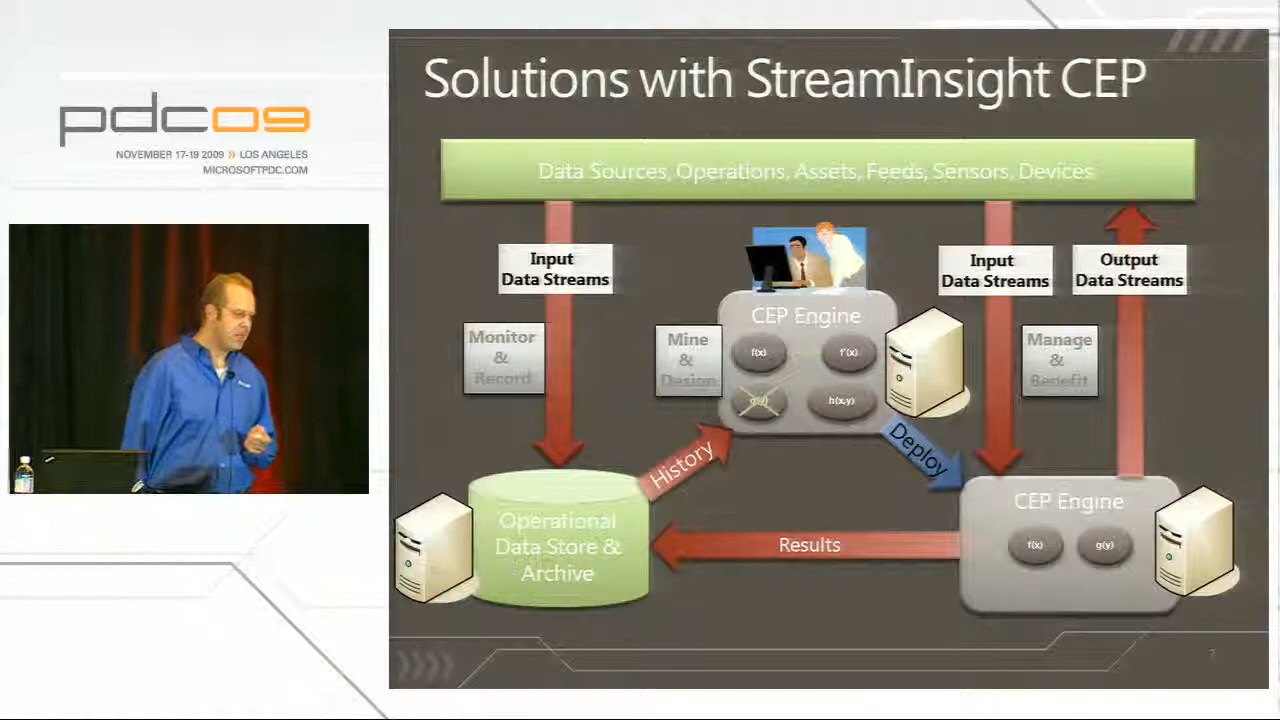 pdc09
NOVEMBER 17-19 2009 » LOS ANGELES
MICROSOFTPDC.COM
Solutions with StreamInsight CEP
Data Sources, Operations, Assets, Feeds, Sensors, Devices
Input
Data Streams
Input
Data Streams
Output
Data Streams
Monitor
&
Record
Mine
&
Design
CEP Engine
f(x)
f'(x)
g(y)
h(x,y)
Manage
&
Benefit
History
Deploy
Operational
Data Store &
Archive
Results
CEP Engine
f(x)
g(y)
7